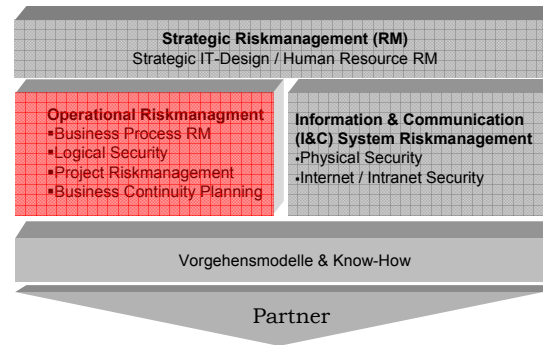 Strategic Riskmanagement (RM)
Strategic IT-Design / Human Resource RM
Operational Riskmanagment
▪Business Process RM
▪Logical Security
▪Project Riskmanagement
▪Business Continuity Planning
Information & Communication
(I&C) System Riskmanagement
•Physical Security
•Internet / Intranet Security
Vorgehensmodelle & Know-How
Partner